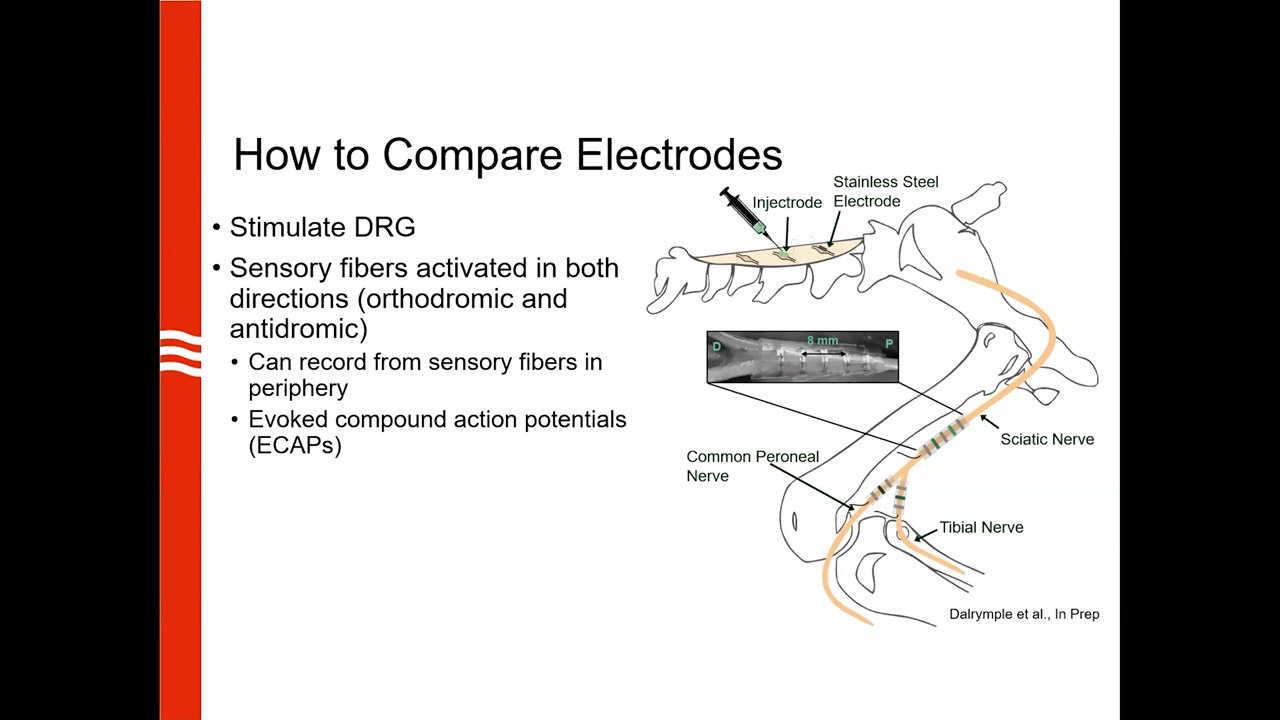 How to Compare Electrodes
• Stimulate DRG
• Sensory fibers activated in both
directions (orthodromic and
antidromic)
• Can record from sensory fibers in
periphery
• Evoked compound action potentials
(ECAPs)
Injectrode
Stainless Steel
Electrode
D
8 mm
P
Sciatic Nerve
Common Peroneal
Nerve
Tibial Nerve
Dalrymple et al., In Prep